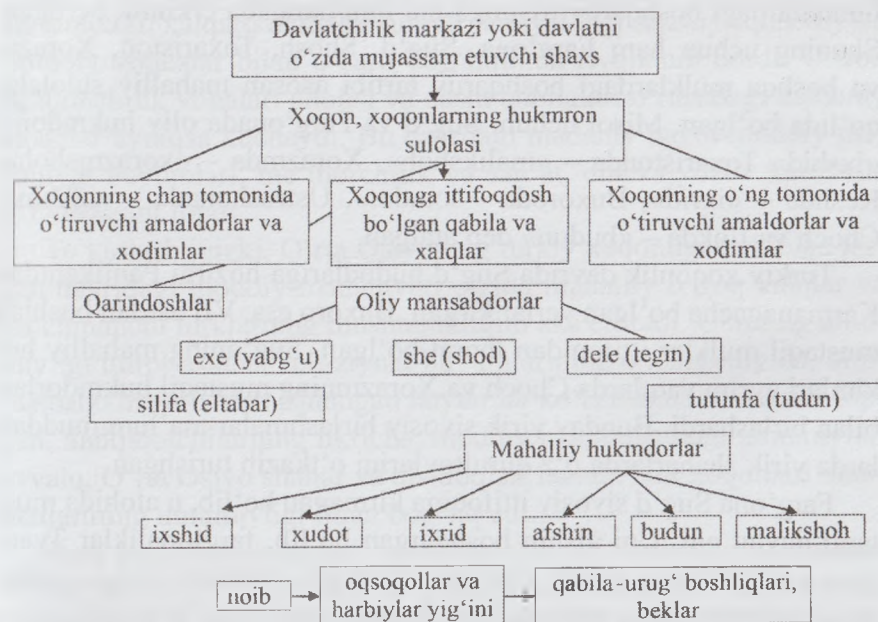 Davlatchilik markazi yoki davlatni
o‘zida mujassam etuvchi shaxs
Xoqon, xoqonlarning hukmron
sulolasi
Xoqonning chap tomonida
o‘tiruvchi amaldorlar va
xodimlar
Xoqonga ittifoqdosh
bo‘lgan qabila va
xalqlar
Xoqonning o‘ng tomonida
o‘tiruvchi amaldorlar va
xodimlar
Qarindoshlar
Oliy mansabdorlar
exe (yabg‘u)
she (shod)
dele (tegin)
silifa (eltabar)
tutunfa (tudun)
Mahalliy hukmdorlar
ixshid
xudot
ixrid
afshin
budun
malikshoh
noib
oqsoqollar va
harbiylar yig‘ini
qabila-urug‘ boshliqlari,
beklar